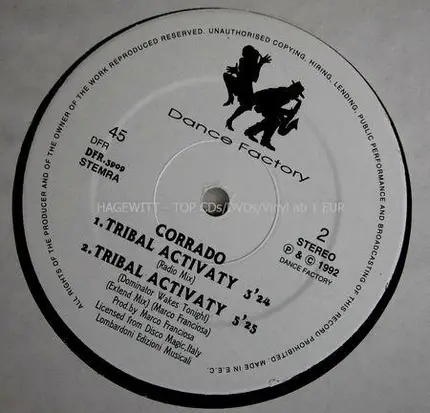 ALL RIGHTS OF THE PRODUCER AND OF THE OWNER OF THE WORK REPRODUCED RESERVED. UNAUTHORISED COPYING, HIRING, LENDING, PUBLIC PERFORMANCE AND BROADCASTING OF THIS RECORD PROHIBITED. MADE IN E.E.C.
Dance Factory
45
DFR
DFR.3909
STEMRA
HAGEWITT - TOP CDs/DVDs/Vinyl ab 1 EUR
2
STEREO
℗ & © 1992
DANCE FACTORY
CORRADO
1. TRIBAL ACTIVATY 3'24
(Radio Mix)
2. TRIBAL ACTIVATY 5'25
(Dominator Wakes Tonight)
(Extend Mix) (Marco Franciosa)
Prod.by Marco Franciosa
Licensed from Disco Magic.Italy
Lombardoni Edizioni Musicali